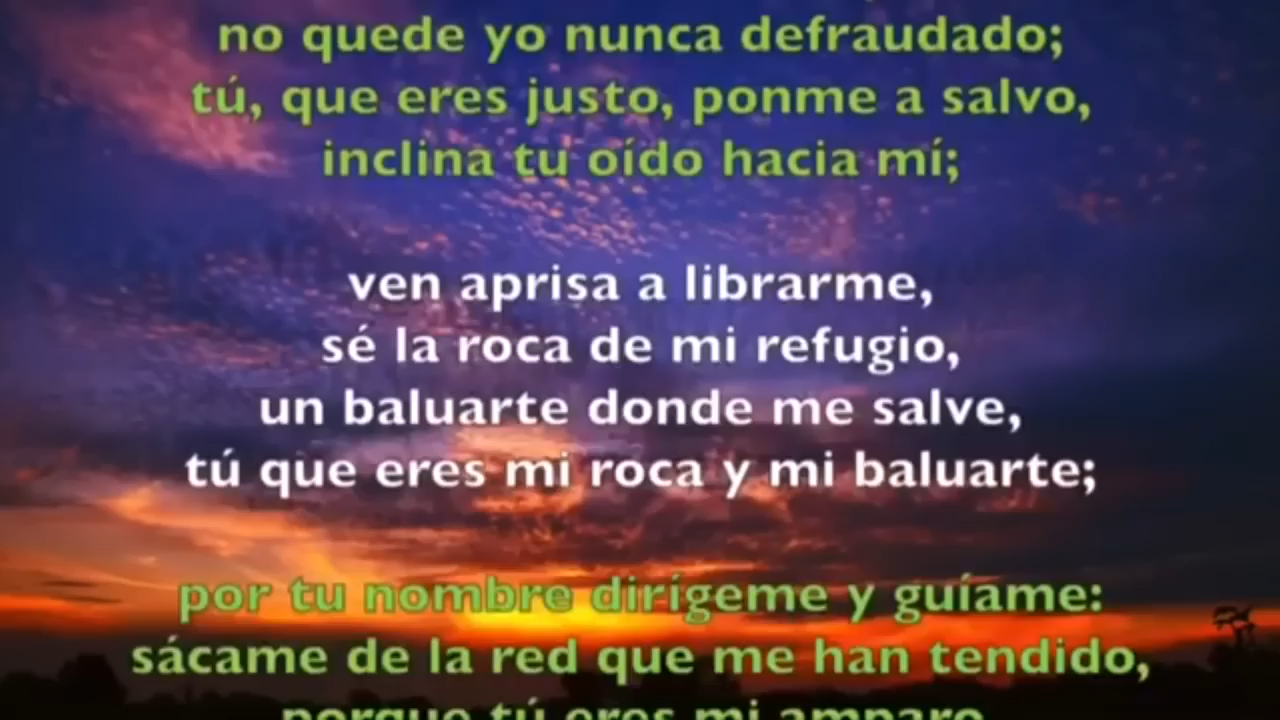 no quede yo nunca defraudado;
tú, que eres justo, ponme a salvo,
inclina tu oído hacia mí;
ven aprisa a librarme,
sé la roca de mi refugio,
un baluarte donde me salve,
tú que eres mi roca y mi baluarte;
por tu nombre dirígeme y guíame:
sácame de la red que me han tendido,
porque tú eres mi amparo